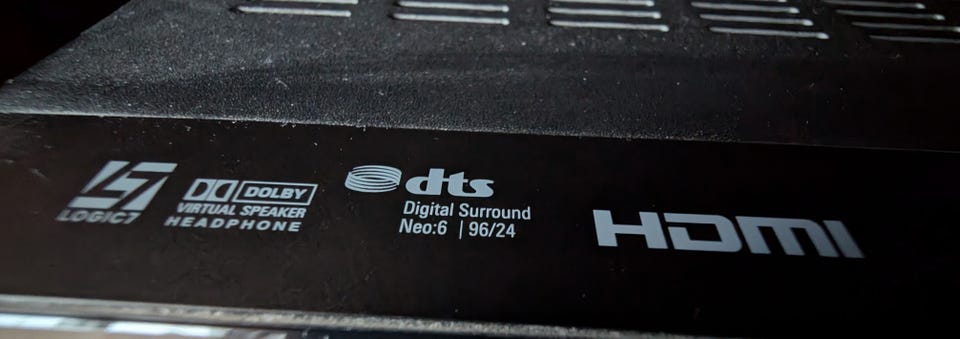 LOGIC7
DOLBY
VIRTUAL SPEAKER
HEADPHONE
dts
Digital Surround
Neo:6 | 96/24
HDMI